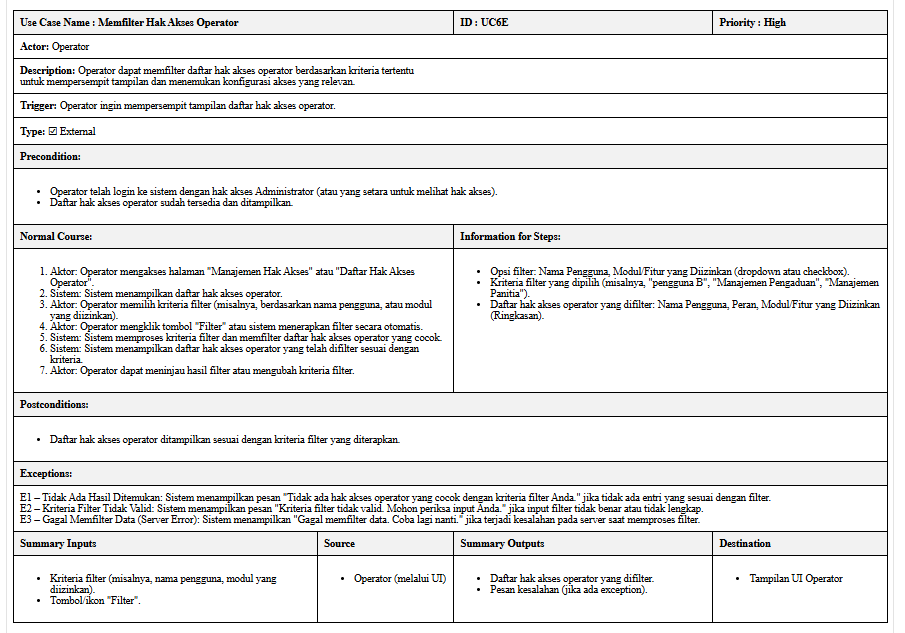 Use Case Name : Memfilter Hak Akses Operator
ID : UC6E
Priority : High
Actor: Operator
Description: Operator dapat memfilter daftar hak akses operator berdasarkan kriteria tertentu
untuk mempersempit tampilan dan menemukan konfigurasi akses yang relevan.
Trigger: Operator ingin mempersempit tampilan daftar hak akses operator.
Type: ☑ External
Precondition:
• Operator telah login ke sistem dengan hak akses Administrator (atau yang setara untuk melihat hak akses).
• Daftar hak akses operator sudah tersedia dan ditampilkan.
Normal Course:
1. Aktor: Operator mengakses halaman "Manajemen Hak Akses" atau "Daftar Hak Akses
Operator".
2. Sistem: Sistem menampilkan daftar hak akses operator.
3. Aktor: Operator memilih kriteria filter (misalnya, berdasarkan nama pengguna, atau modul
yang diizinkan).
4. Aktor: Operator mengklik tombol "Filter" atau sistem menerapkan filter secara otomatis.
5. Sistem: Sistem memproses kriteria filter dan memfilter daftar hak akses operator yang cocok.
6. Sistem: Sistem menampilkan daftar hak akses operator yang telah difilter sesuai dengan
kriteria.
7. Aktor: Operator dapat meninjau hasil filter atau mengubah kriteria filter.
Information for Steps:
• Opsi filter: Nama Pengguna, Modul/Fitur yang Diizinkan (dropdown atau checkbox).
• Kriteria filter yang dipilih (misalnya, "pengguna B", "Manajemen Pengaduan", "Manajemen
Panitia").
• Daftar hak akses operator yang difilter: Nama Pengguna, Peran, Modul/Fitur yang Diizinkan
(Ringkasan).
Postconditions:
• Daftar hak akses operator ditampilkan sesuai dengan kriteria filter yang diterapkan.
Exceptions:
E1 – Tidak Ada Hasil Ditemukan: Sistem menampilkan pesan "Tidak ada hak akses operator yang cocok dengan kriteria filter Anda." jika tidak ada entri yang sesuai dengan filter.
E2 – Kriteria Filter Tidak Valid: Sistem menampilkan pesan "Kriteria filter tidak valid. Mohon periksa input Anda." jika input filter tidak benar atau tidak lengkap.
E3 – Gagal Memfilter Data (Server Error): Sistem menampilkan "Gagal memfilter data. Coba lagi nanti." jika terjadi kesalahan pada server saat memproses filter.
Summary Inputs
Source
Summary Outputs
Destination
• Kriteria filter (misalnya, nama pengguna, modul yang
diizinkan).
• Tombol/ikon "Filter".
• Operator (melalui UI)
• Daftar hak akses operator yang difilter.
• Pesan kesalahan (jika ada exception).
• Tampilan UI Operator